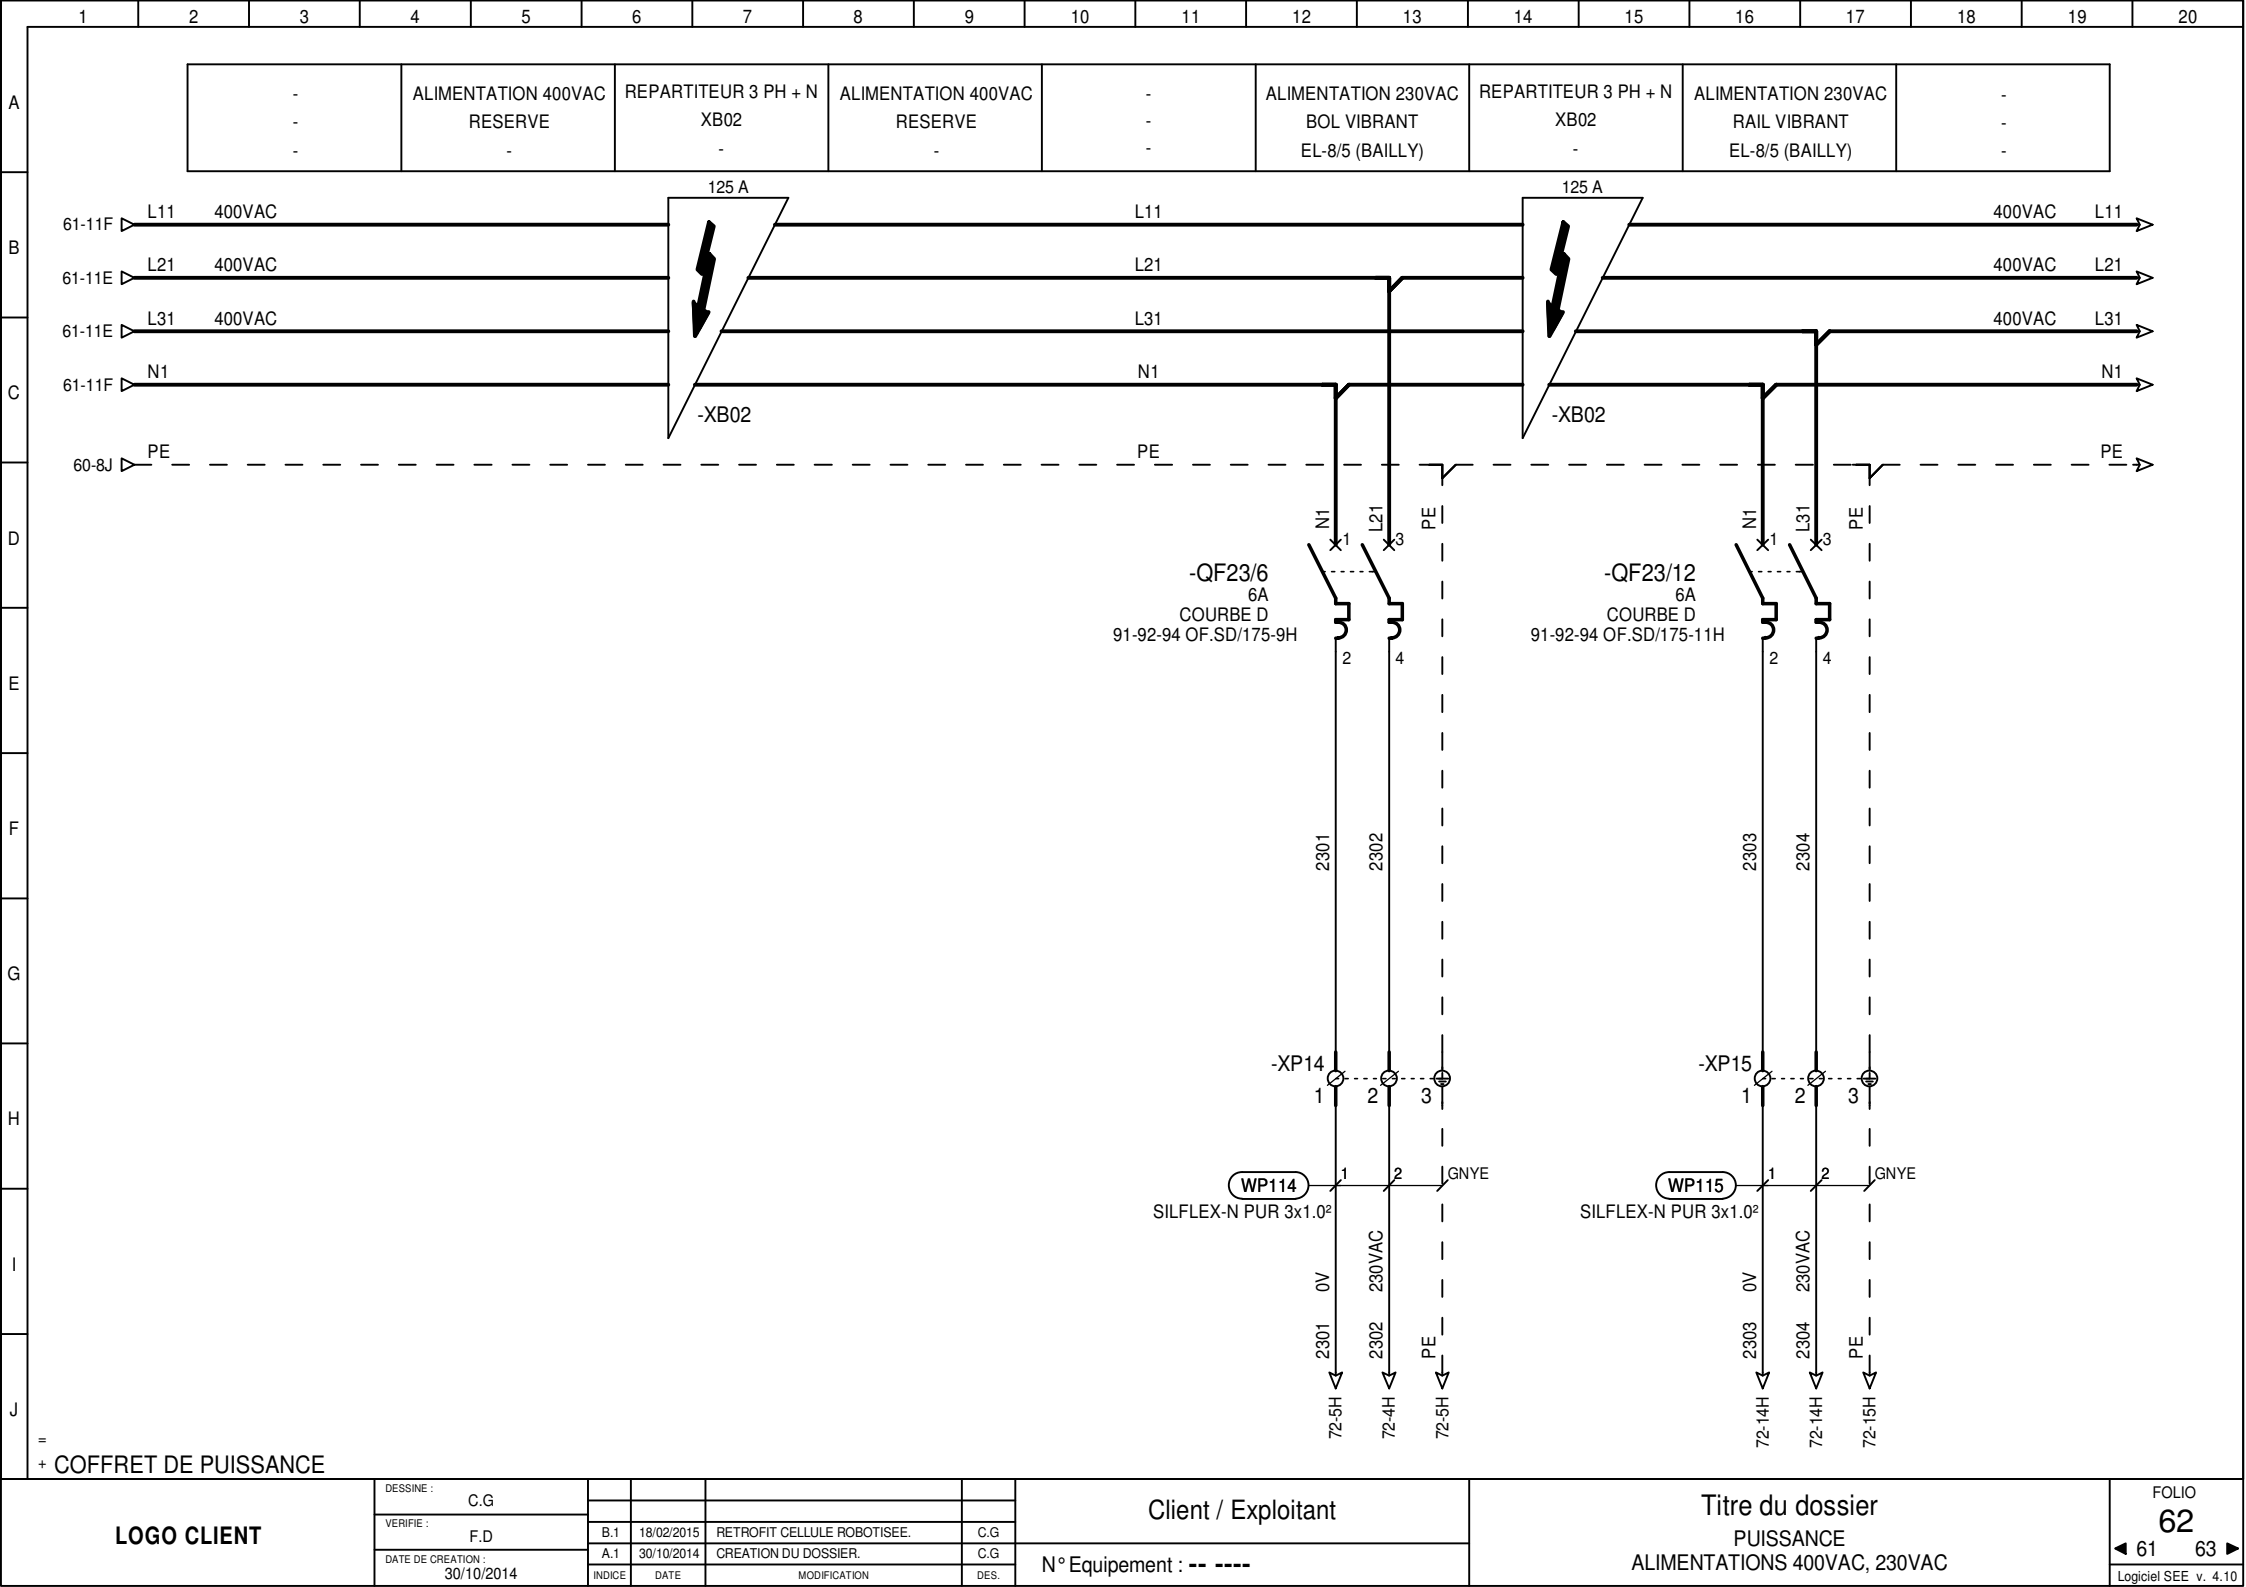 1 2 3 4 5 6 7 8 9 10 11 12 13 14 15 16 17 18 19 20
A
B
C
D
E
F
G
H
I
J
-
-
-
ALIMENTATION 400VAC
RESERVE
-
REPARTITEUR 3 PH + N
XB02
-
ALIMENTATION 400VAC
RESERVE
-
-
-
-
ALIMENTATION 230VAC
BOL VIBRANT
EL-8/5 (BAILLY)
REPARTITEUR 3 PH + N
XB02
-
ALIMENTATION 230VAC
RAIL VIBRANT
EL-8/5 (BAILLY)
-
-
-
125 A
125 A
61-11F L11 400VAC L11 400VAC L11
61-11E L21 400VAC L21 400VAC L21
61-11E L31 400VAC L31 400VAC L31
61-11F N1 N1 N1
-XB02
-XB02
60-8J PE PE PE
N1 L21 PE
1 3
-QF23/6
6A
COURBE D
91-92-94 OF.SD/175-9H
2 4
2301 2302
-XP14
1 2 3
WP114
1 2 GNYE
SILFLEX-N PUR 3x1.0²
0V 230VAC
2301 2302 PE
72-5H 72-4H 72-5H
N1 L31 PE
1 3
-QF23/12
6A
COURBE D
91-92-94 OF.SD/175-11H
2 4
2303 2304
-XP15
1 2 3
WP115
1 2 GNYE
SILFLEX-N PUR 3x1.0²
0V 230VAC
2303 2304 PE
72-14H 72-14H 72-15H
=
+ COFFRET DE PUISSANCE
LOGO CLIENT
DESSINE :
C.G
VERIFIE :
F.D
DATE DE CREATION :
30/10/2014
B.1 18/02/2015 RETROFIT CELLULE ROBOTISEE. C.G
A.1 30/10/2014 CREATION DU DOSSIER. C.G
INDICE DATE MODIFICATION DES.
Client / Exploitant
N° Equipement : -- ----
Titre du dossier
PUISSANCE
ALIMENTATIONS 400VAC, 230VAC
FOLIO
62
61 63
Logiciel SEE v. 4.10